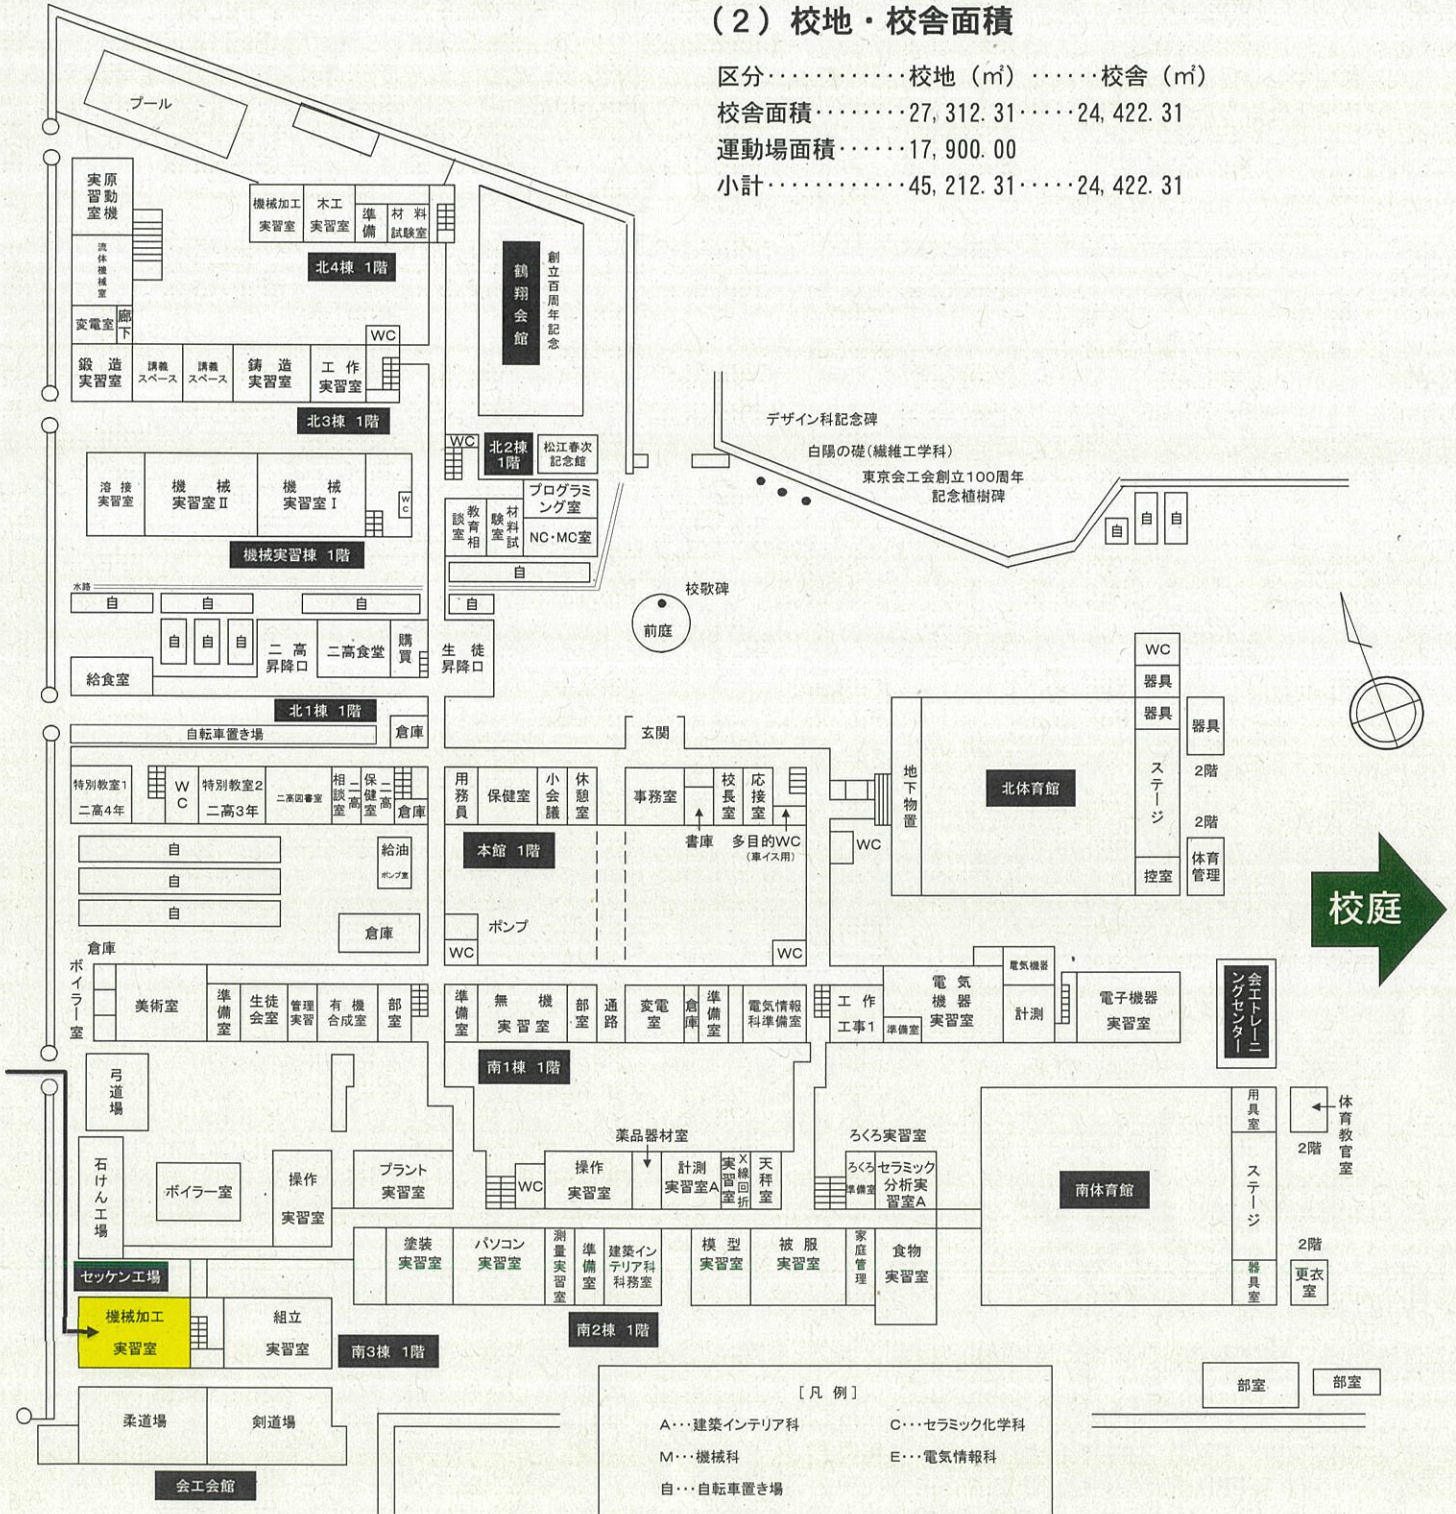 (2) 校地・校舎面積
区分············校地 (㎡) ······校舎 (㎡)
校舎面積········27,312.31·····24,422.31
運動場面積······17,900.00
小計············45,212.31·····24,422.31
プール
原動機
実習室
流体機械室
変電室
廊下
機械加工
実習室
木工
実習室
準備
材料
試験室
北4棟 1階
鶴翔会館
創立百周年記念
WC
鍛造
実習室
講義
スペース
講義
スペース
鋳造
実習室
工作
実習室
北3棟 1階
WC
北2棟
1階
松江春次
記念館
デザイン科記念碑
白陽の礎(繊維工学科)
東京会工会創立100周年
記念植樹碑
溶接
実習室
機械
実習室Ⅱ
機械
実習室Ⅰ
WC
機械実習棟 1階
教育相
談室
材料試
験室
プログラミ
ング室
NC・MC室
自
自
自
自
水路
自
自
自
自
自
自
自
二高
昇降口
二高食堂
購買
生徒
昇降口
給食室
校歌碑
前庭
北1棟 1階
自転車置き場
倉庫
玄関
WC
器具
器具
ステージ
控室
器具
2階
2階
体育
管理
地下物置
北体育館
特別教室1
二高4年
WC
特別教室2
二高3年
二高図書室
相談室
二高
保健室
倉庫
用務員
保健室
小会議
休憩室
事務室
校長室
応接室
書庫
多目的WC
(車イス用)
WC
本館 1階
自
自
自
給油
ポンプ室
倉庫
ポンプ
WC
WC
校庭
倉庫
ボイラー室
美術室
準備室
生徒
会室
管理
実習
有機
合成室
部室
準備室
無機
実習室
部室
通路
変電室
倉庫
準備室
電気情報
科準備室
工作
工事1
準備室
電気
機器
実習室
電気機器
計測
電子機器
実習室
会工トレーニ
ングセンター
南1棟 1階
弓道場
石けん工場
ボイラー室
操作
実習室
プラント
実習室
WC
薬品器材室
操作
実習室
計測
実習室A
X線回折
実習室
天秤室
ろくろ実習室
ろくろ
準備室
セラミック
分析実
習室A
用具室
ステージ
器具室
体育教官室
2階
2階
更衣室
南体育館
塗装
実習室
パソコン
実習室
測量実習室
準備室
建築イン
テリア科
科務室
模型
実習室
被服
実習室
家庭管理
食物
実習室
セッケン工場
機械加工
実習室
組立
実習室
南3棟 1階
南2棟 1階
柔道場
剣道場
会工会館
部室
部室
[凡例]
A···建築インテリア科
C···セラミック化学科
M···機械科
E···電気情報科
自···自転車置き場